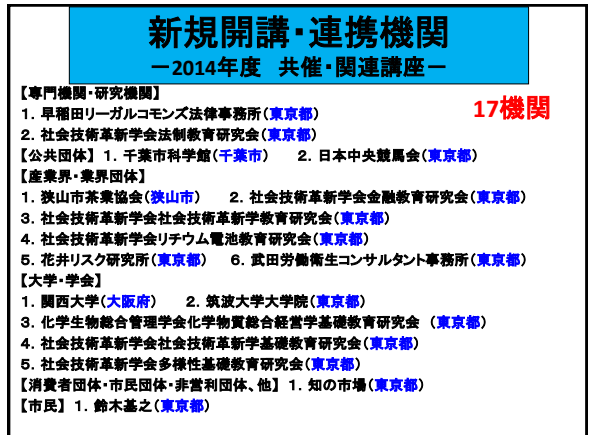 新規開講・連携機関
－2014年度 共催・関連講座－
17機関
【専門機関・研究機関】
1．早稲田リーガルコモンズ法律事務所(東京都)
2．社会技術革新学会法制教育研究会(東京都)
【公共団体】 1．千葉市科学館(千葉市) 2．日本中央競馬会(東京都)
【産業界・業界団体】
1．狭山市茶業協会(狭山市) 2．社会技術革新学会金融教育研究会(東京都)
3．社会技術革新学会社会技術革新学教育研究会(東京都)
4．社会技術革新学会リチウム電池教育研究会(東京都)
5．花井リスク研究所(東京都) 6．武田労働衛生コンサルタント事務所(東京都)
【大学・学会】
1．関西大学(大阪府) 2．筑波大学大学院(東京都)
3．化学生物総合管理学会化学物質総合経営学基礎教育研究会 (東京都)
4．社会技術革新学会社会技術革新学基礎教育研究会(東京都)
5．社会技術革新学会多様性基礎教育研究会(東京都)
【消費者団体・市民団体・非営利団体、他】 1．知の市場(東京都)
【市民】 1．鈴木基之(東京都)